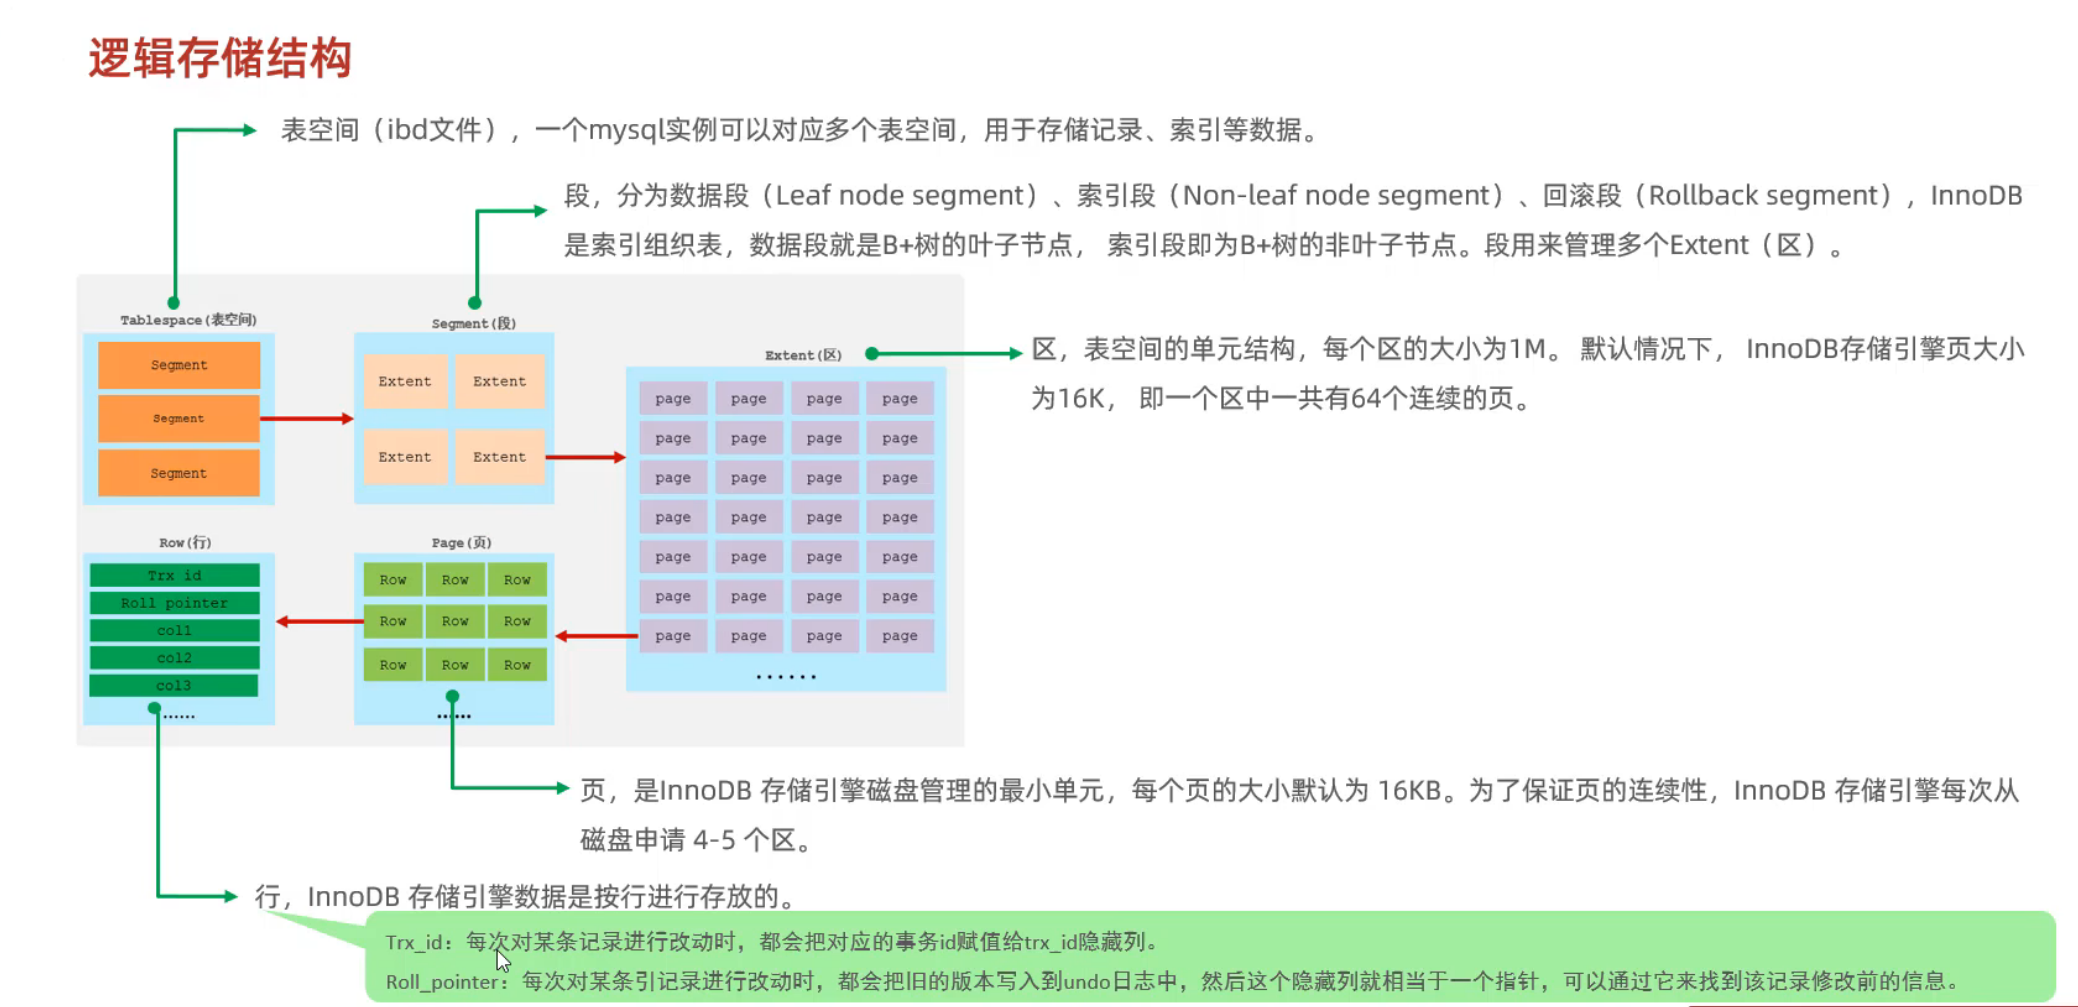 逻辑存储结构
表空间（ibd文件），一个mysql实例可以对应多个表空间，用于存储记录、索引等数据。
段，分为数据段（Leaf node segment）、索引段（Non-leaf node segment）、回滚段（Rollback segment），InnoDB
是索引组织表，数据段就是B+树的叶子节点， 索引段即为B+树的非叶子节点。段用来管理多个Extent（区）。
Tablespace(表空间)
Segment
Segment
Segment
Segment(段)
Extent Extent
Extent Extent
Extent(区)
page page page page
page page page page
page page page page
page page page page
page page page page
page page page page
page page page page
......
区，表空间的单元结构，每个区的大小为1M。 默认情况下， InnoDB存储引擎页大小
为16K， 即一个区中一共有64个连续的页。
Row(行)
Trx id
Roll pointer
col1
col2
col3
......
Page(页)
Row Row Row
Row Row Row
Row Row Row
......
页，是InnoDB 存储引擎磁盘管理的最小单元，每个页的大小默认为 16KB。为了保证页的连续性，InnoDB 存储引擎每次从
磁盘申请 4-5 个区。
行，InnoDB 存储引擎数据是按行进行存放的。
Trx_id：每次对某条记录进行改动时，都会把对应的事务id赋值给trx_id隐藏列。
Roll_pointer：每次对某条引记录进行改动时，都会把旧的版本写入到undo日志中，然后这个隐藏列就相当于一个指针，可以通过它来找到该记录修改前的信息。